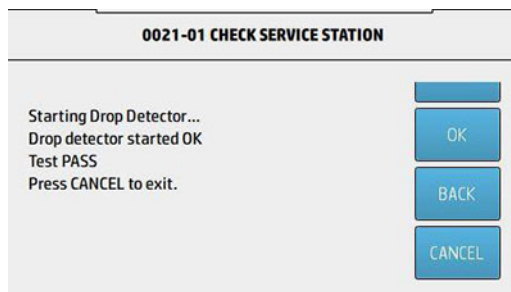 0021-01 CHECK SERVICE STATION
Starting Drop Detector...
Drop detector started OK
Test PASS
Press CANCEL to exit.
OK
BACK
CANCEL